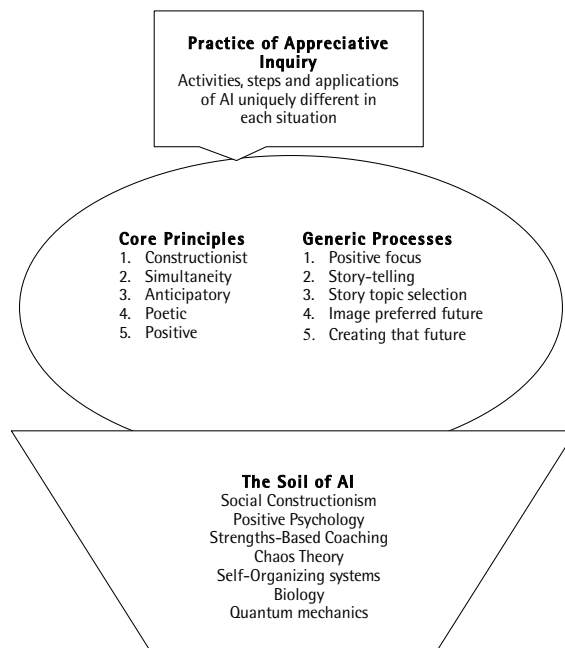 Practice of Appreciative
Inquiry
Activities, steps and applications
of AI uniquely different in
each situation
Core Principles
1. Constructionist
2. Simultaneity
3. Anticipatory
4. Poetic
5. Positive
Generic Processes
1. Positive focus
2. Story-telling
3. Story topic selection
4. Image preferred future
5. Creating that future
The Soil of AI
Social Constructionism
Positive Psychology
Strengths-Based Coaching
Chaos Theory
Self-Organizing systems
Biology
Quantum mechanics